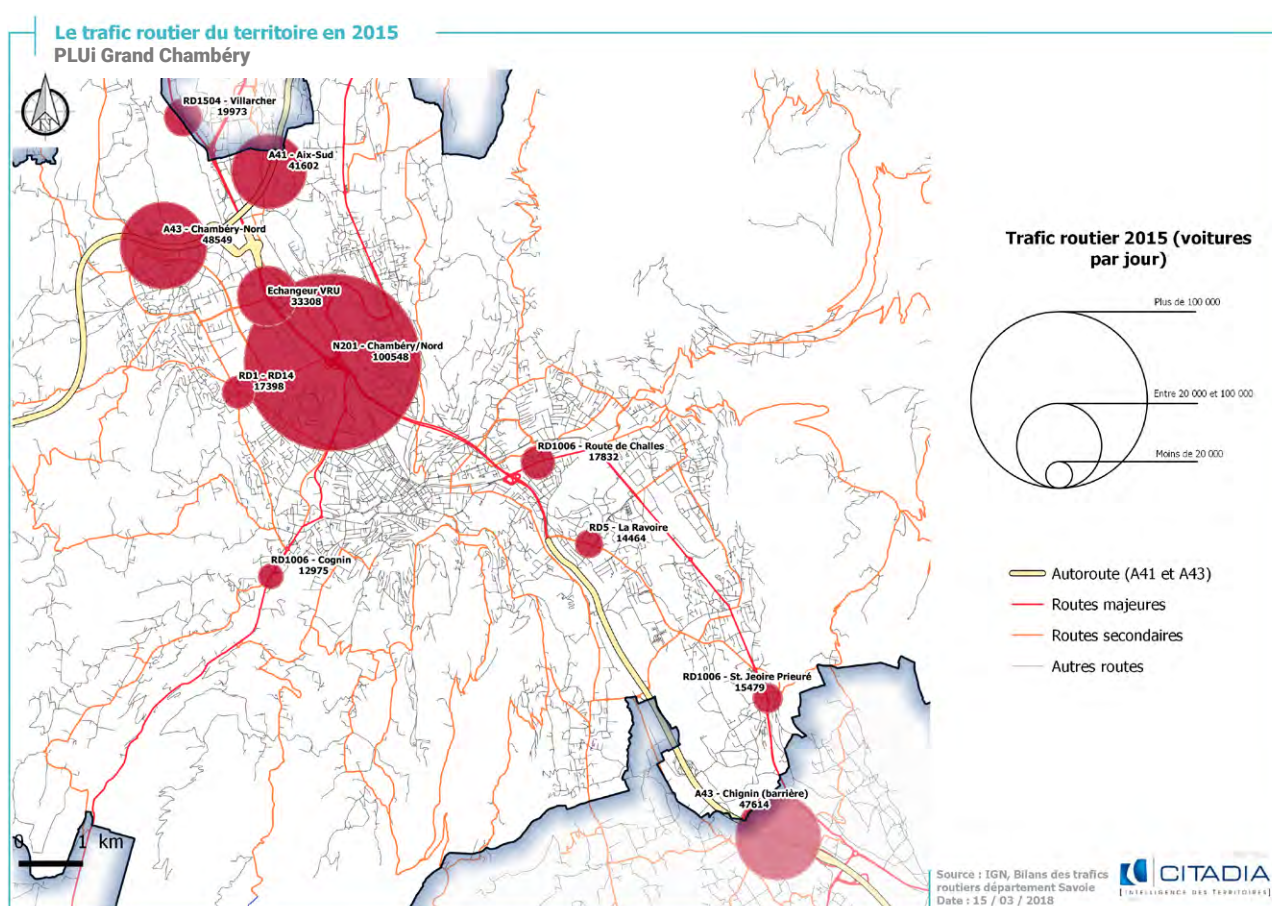 Le trafic routier du territoire en 2015
PLUi Grand Chambéry
N
RD1504 - Villarcher
19973
A41 - Aix-Sud
41602
A43 - Chambéry-Nord
48549
Echangeur VRU
33308
N201 - Chambéry/Nord
100548
RD1 - RD14
17398
RD1006 - Route de Challes
17832
RD5 - La Ravoire
14464
RD1006 - Cognin
12975
RD1006 - St. Jeoire Prieuré
15479
A43 - Chignin (barrière)
47614
0 1 km
Trafic routier 2015 (voitures
par jour)
Plus de 100 000
Entre 20 000 et 100 000
Moins de 20 000
Autoroute (A41 et A43)
Routes majeures
Routes secondaires
Autres routes
Source : IGN, Bilans des trafics
routiers département Savoie
Date : 15 / 03 / 2018
CITADIA
[ INTELLIGENCE DES TERRITOIRES ]